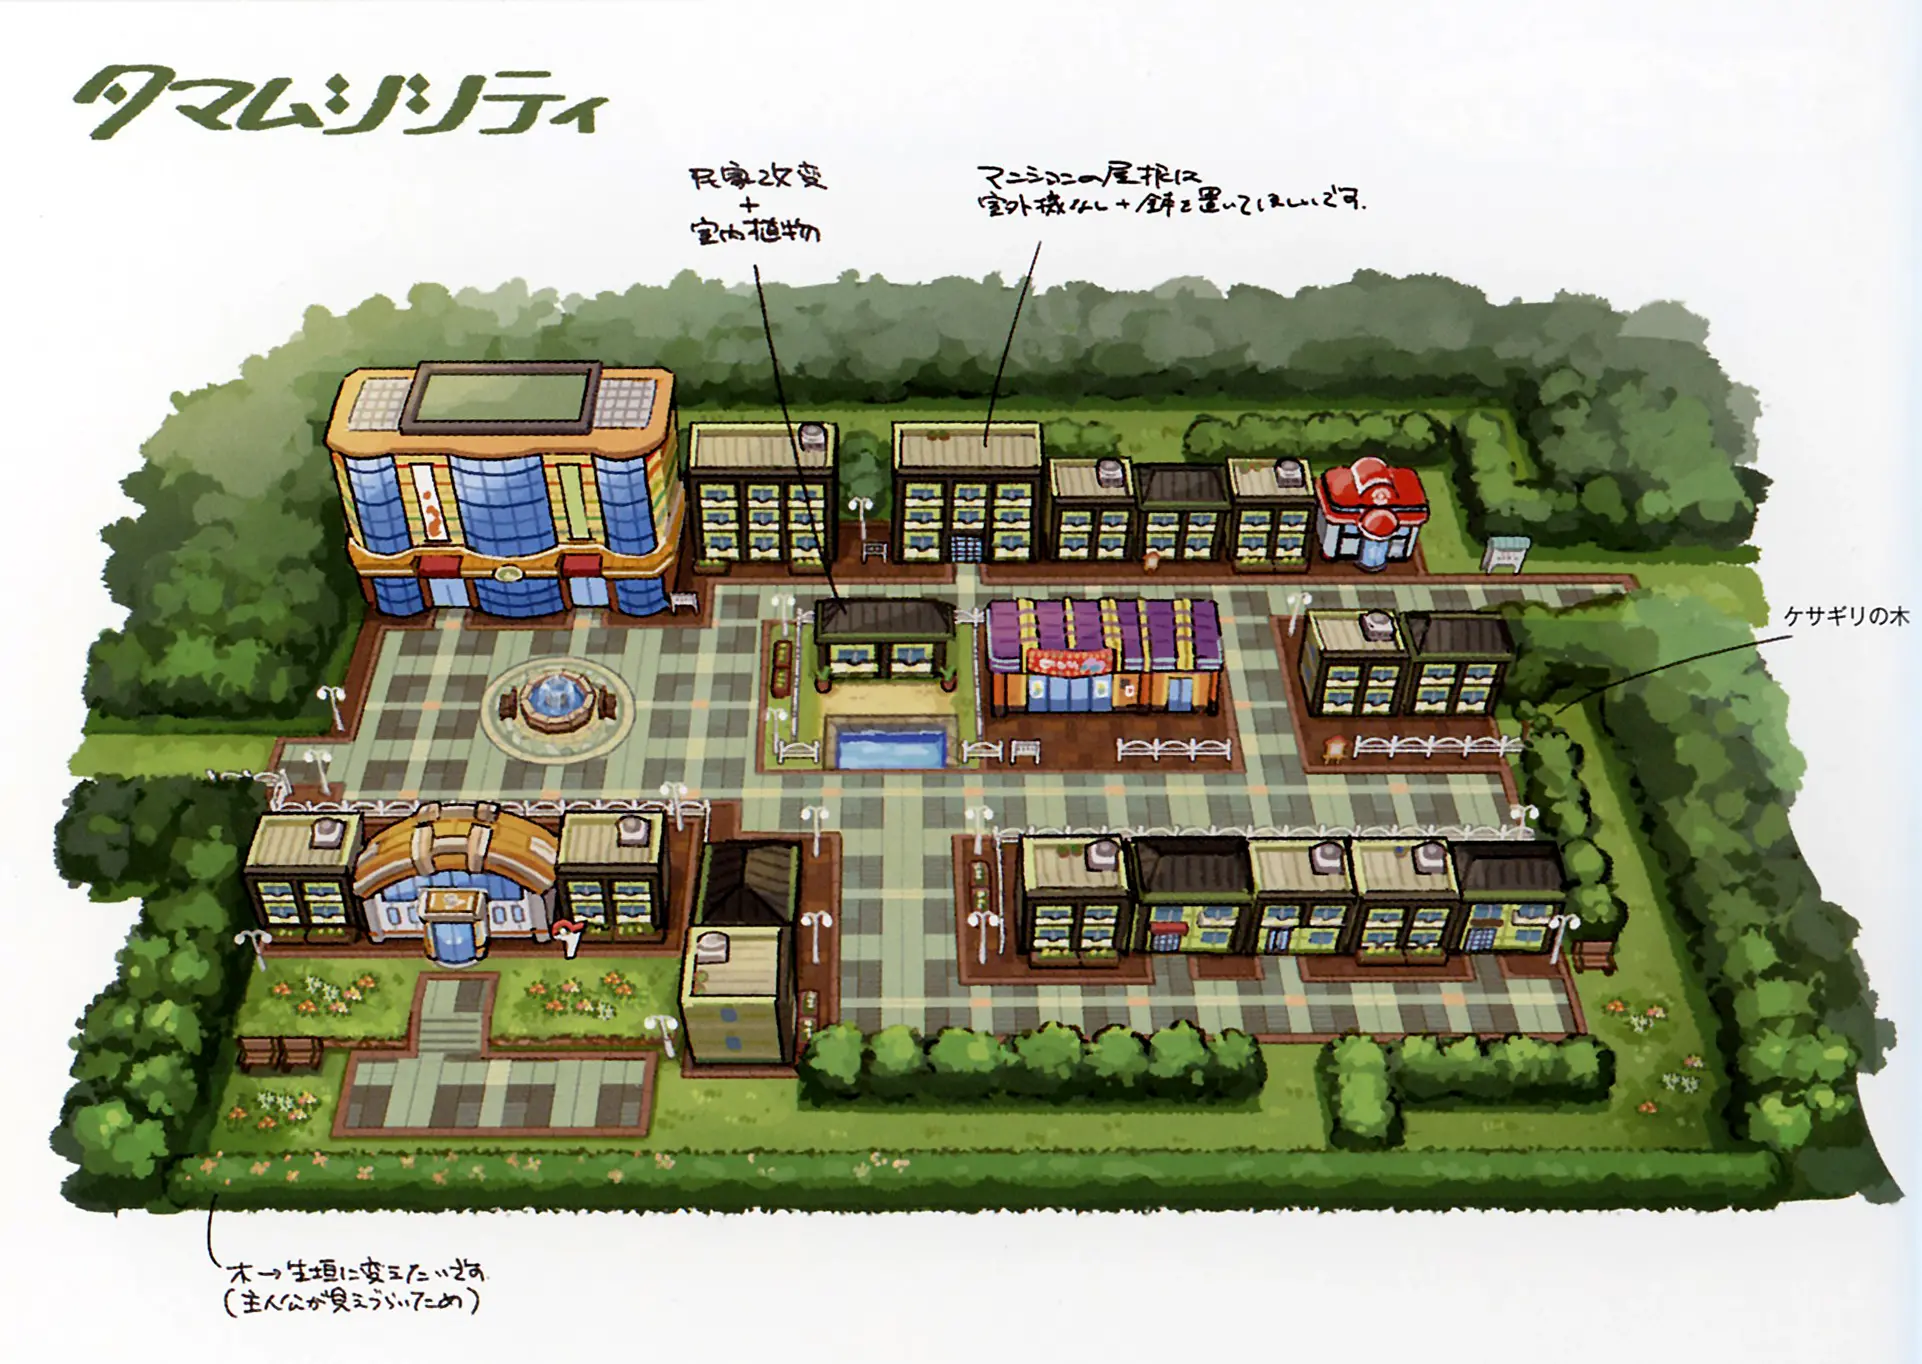 タマムシシティ
民家改変
+
室内植物
マンションの屋根は
室外機なし+鉢を置いてほしいです.
ケサギリの木
木→生垣に変えたいです
(主人公が見えづらいため)